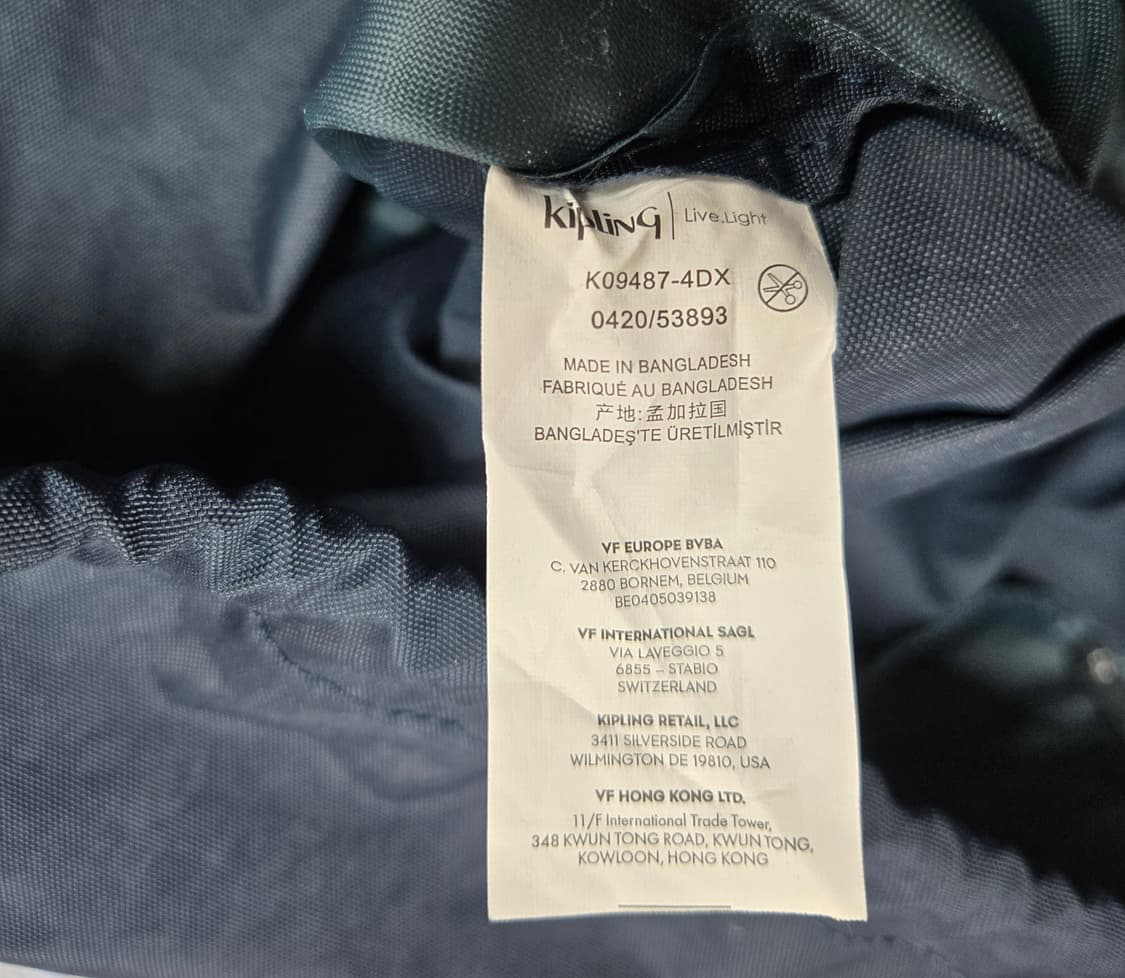 kipling | Live.Light
K09487-4DX
0420/53893
MADE IN BANGLADESH
FABRIQUÉ AU BANGLADESH
产地:孟加拉国
BANGLADEŞ'TE ÜRETİLMİŞTİR
VF EUROPE BVBA
C. VAN KERCKHOVENSTRAAT 110
2880 BORNEM, BELGIUM
BE0405039138
VF INTERNATIONAL SAGL
VIA LAVEGGIO 5
6855 – STABIO
SWITZERLAND
KIPLING RETAIL, LLC
3411 SILVERSIDE ROAD
WILMINGTON DE 19810, USA
VF HONG KONG LTD.
11/F International Trade Tower,
348 KWUN TONG ROAD, KWUN TONG,
KOWLOON, HONG KONG